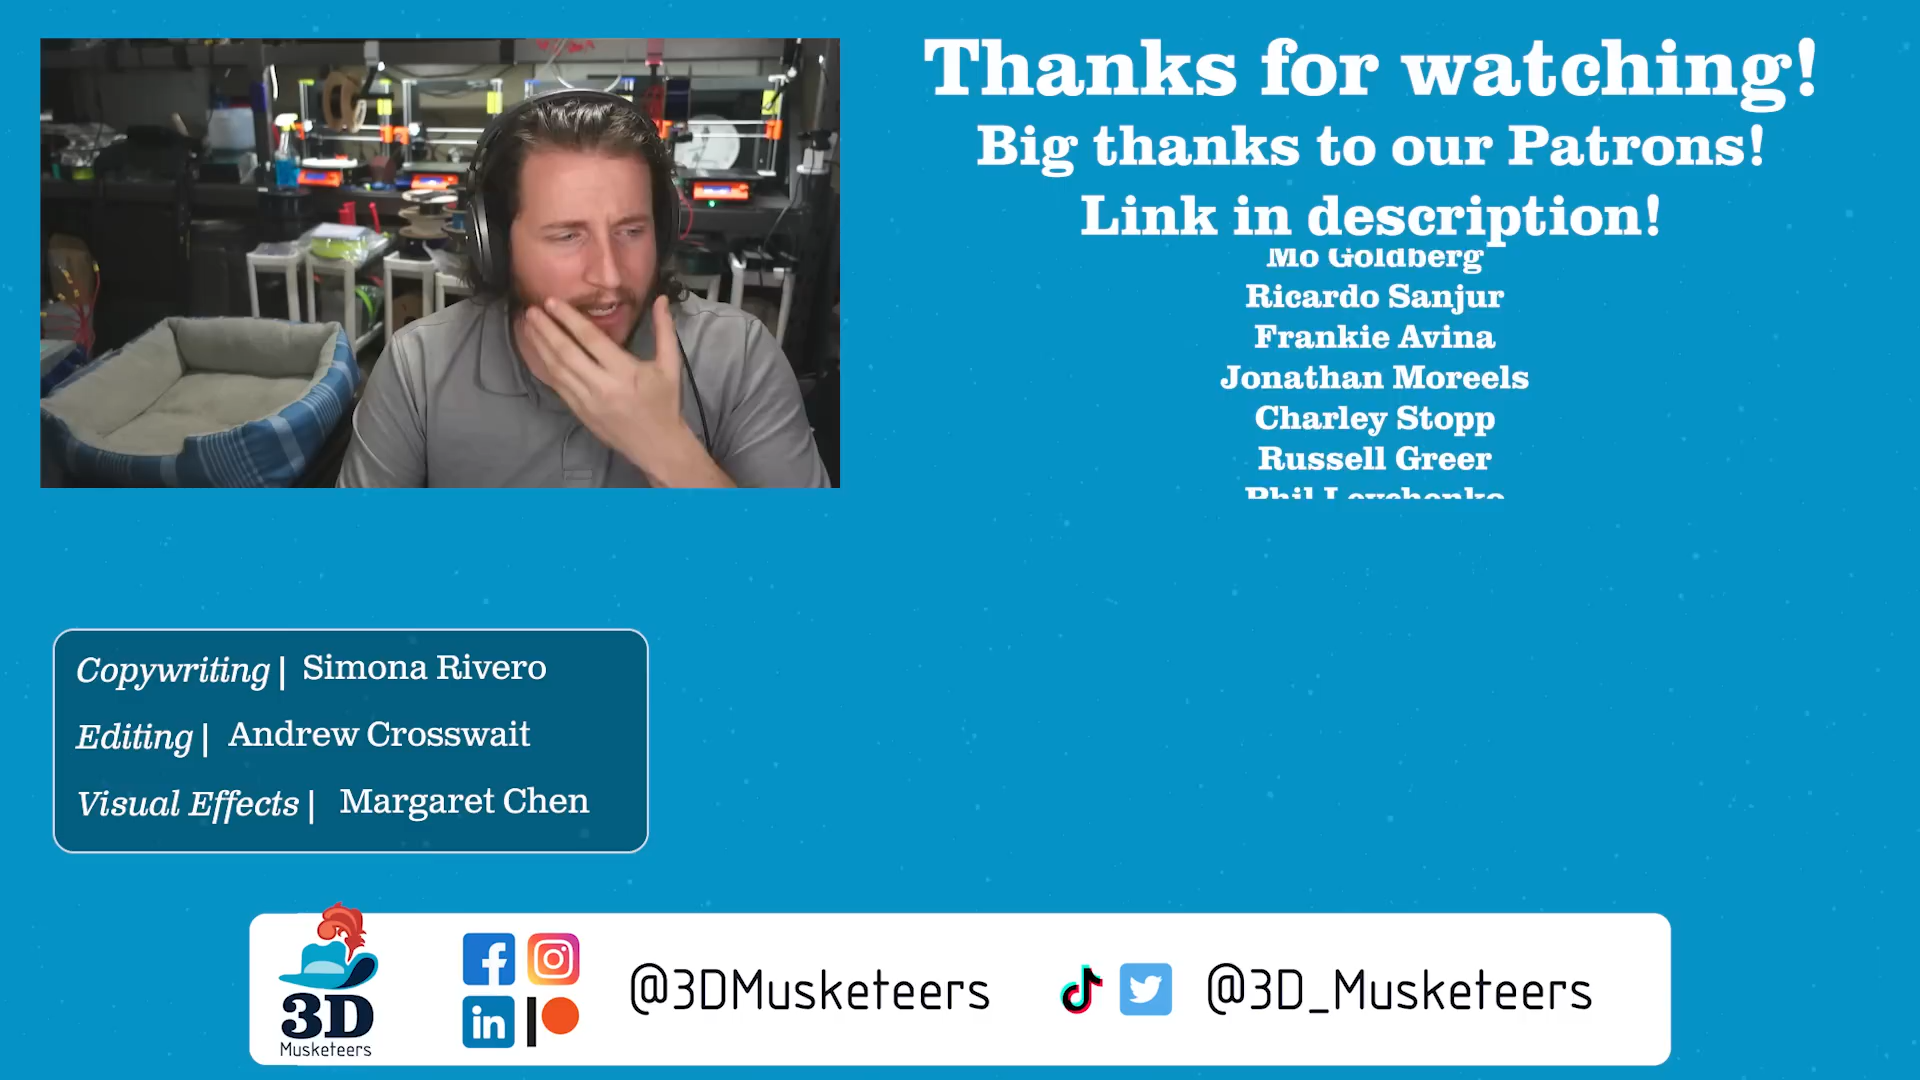 Thanks for watching!
Big thanks to our Patrons!
Link in description!
Mo Goldberg
Ricardo Sanjur
Frankie Avina
Jonathan Moreels
Charley Stopp
Russell Greer
Phil
Copywriting | Simona Rivero
Editing | Andrew Crosswait
Visual Effects | Margaret Chen
3D
Musketeers
@3DMusketeers
@3D_Musketeers